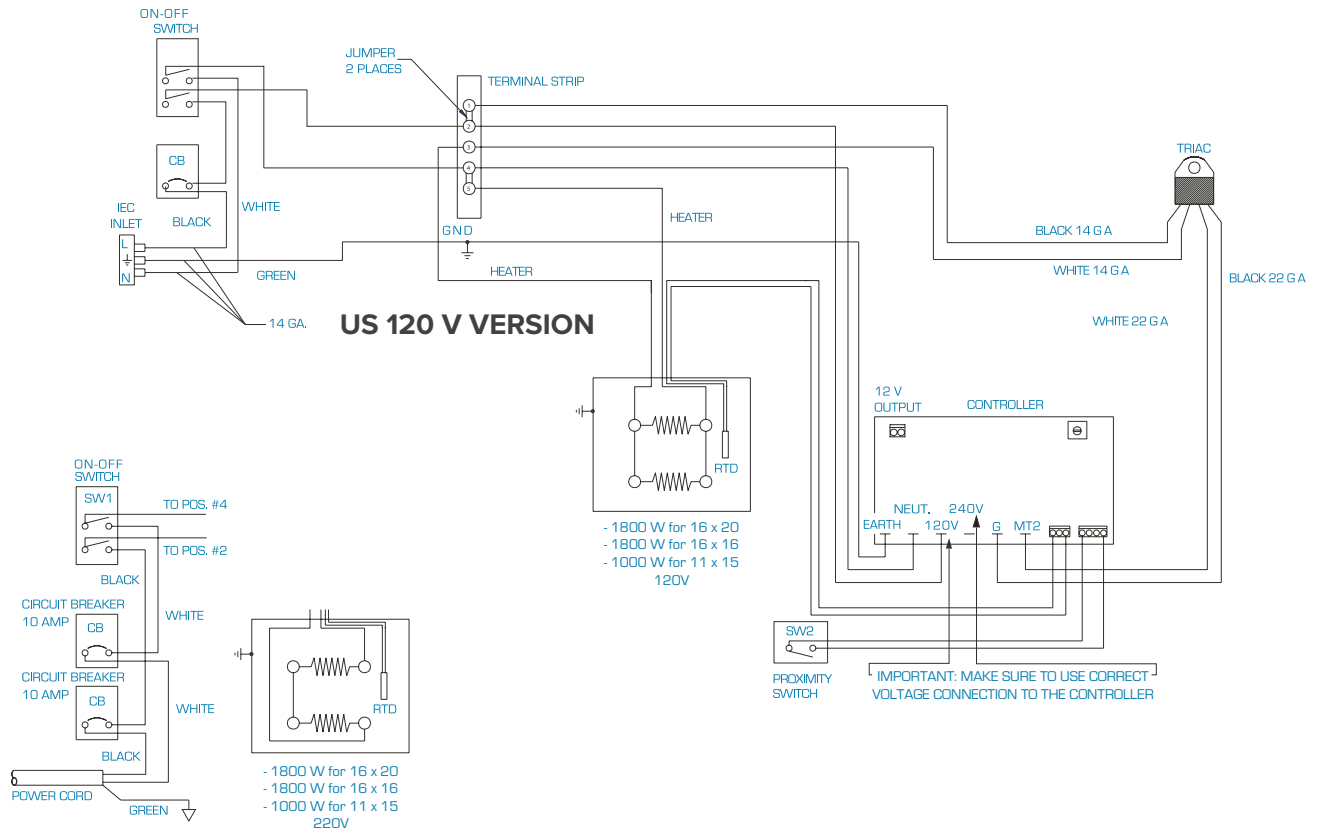 ON-OFF
SWITCH
JUMPER
2 PLACES
TERMINAL STRIP
1
2
3
4
5
CB
TRIAC
IEC
INLET
L
N
BLACK
WHITE
GREEN
14 GA.
GND
HEATER
HEATER
BLACK 14 GA
WHITE 14 GA
BLACK 22 GA
WHITE 22 GA
US 120 V VERSION
RTD
- 1800 W for 16 x 20
- 1800 W for 16 x 16
- 1000 W for 11 x 15
120V
12 V
OUTPUT
CONTROLLER
EARTH
NEUT.
120V
240V
G
MT2
SW2
PROXIMITY
SWITCH
IMPORTANT: MAKE SURE TO USE CORRECT
VOLTAGE CONNECTION TO THE CONTROLLER
ON-OFF
SWITCH
SW1
TO POS. #4
TO POS. #2
BLACK
WHITE
CIRCUIT BREAKER
10 AMP
CB
CIRCUIT BREAKER
10 AMP
CB
WHITE
BLACK
POWER CORD
GREEN
RTD
- 1800 W for 16 x 20
- 1800 W for 16 x 16
- 1000 W for 11 x 15
220V